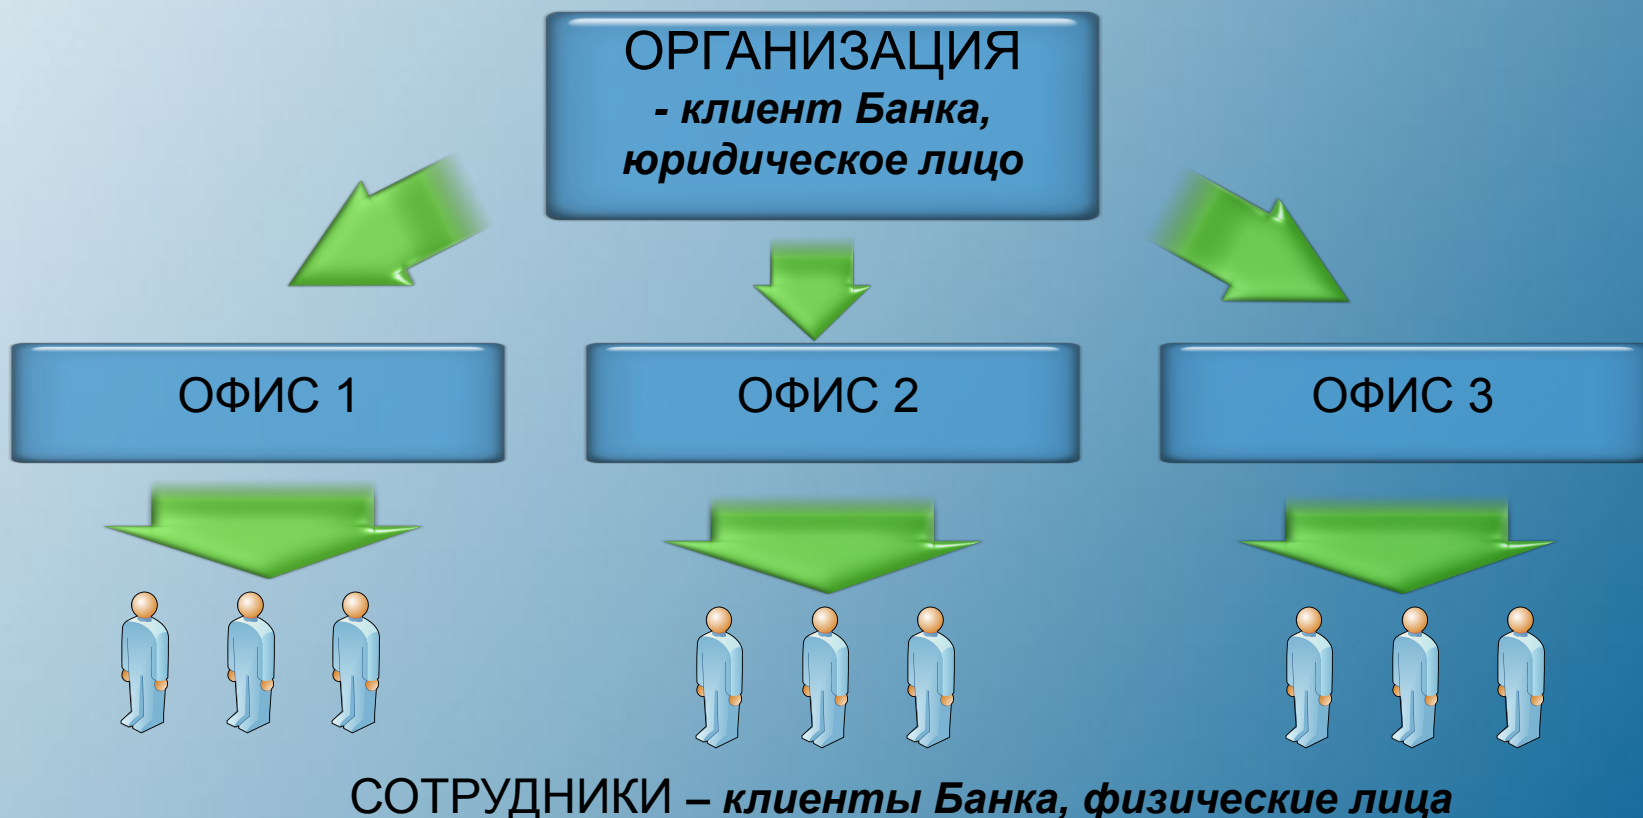 ОРГАНИЗАЦИЯ
- клиент Банка,
юридическое лицо
ОФИС 1
ОФИС 2
ОФИС 3
СОТРУДНИКИ – клиенты Банка, физические лица